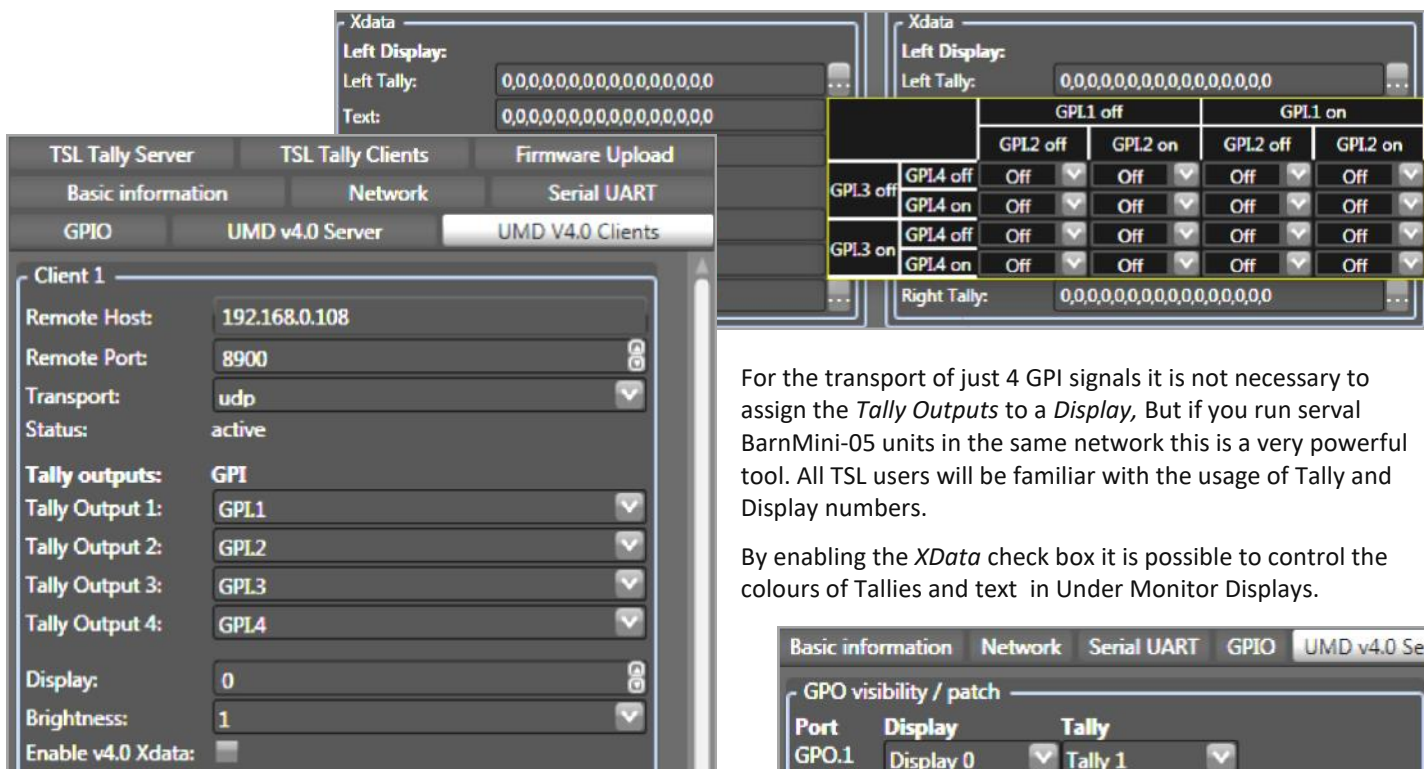 Xdata
Left Display:
Left Tally: 0,0,0,0,0,0,0,0,0,0,0,0,0,0,0,0 ...
Text: 0,0,0,0,0,0,0,0,0,0,0,0,0,0,0,0
Xdata
Left Display:
Left Tally: 0,0,0,0,0,0,0,0,0,0,0,0,0,0,0,0 ...
GPI.1 off GPI.1 on
GPI.2 off GPI.2 on GPI.2 off GPI.2 on
GPI.3 off GPI.4 off Off Off Off Off
GPI.4 on Off Off Off Off
GPI.3 on GPI.4 off Off Off Off Off
GPI.4 on Off Off Off Off
... Right Tally: 0,0,0,0,0,0,0,0,0,0,0,0,0,0,0,0 ...
TSL Tally Server TSL Tally Clients Firmware Upload
Basic information Network Serial UART
GPIO UMD v4.0 Server UMD V4.0 Clients
Client 1
Remote Host: 192.168.0.108
Remote Port: 8900
Transport: udp
Status: active
Tally outputs: GPI
Tally Output 1: GPI.1
Tally Output 2: GPI.2
Tally Output 3: GPI.3
Tally Output 4: GPI.4
Display: 0
Brightness: 1
Enable v4.0 Xdata:
For the transport of just 4 GPI signals it is not necessary to
assign the Tally Outputs to a Display, But if you run serval
BarnMini-05 units in the same network this is a very powerful
tool. All TSL users will be familiar with the usage of Tally and
Display numbers.
By enabling the XData check box it is possible to control the
colours of Tallies and text in Under Monitor Displays.
Basic information Network Serial UART GPIO UMD v4.0 Se
GPO visibility / patch
Port Display Tally
GPO.1 Display 0 Tally 1